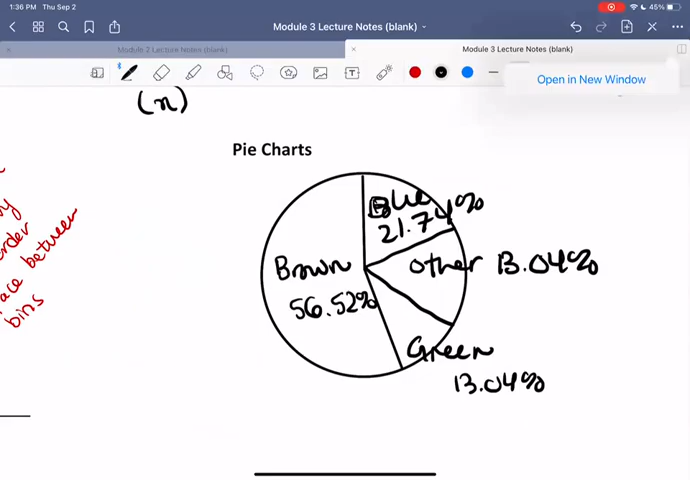 1:36 PM Thu Sep 2
45%
Module 3 Lecture Notes (blank)
Module 2 Lecture Notes (blank)
Module 3 Lecture Notes (blank)
Open in New Window
(n)
Pie Charts
Blue
21.74%
Brown
56.52%
Other 13.04%
Green
13.04%
between
bins